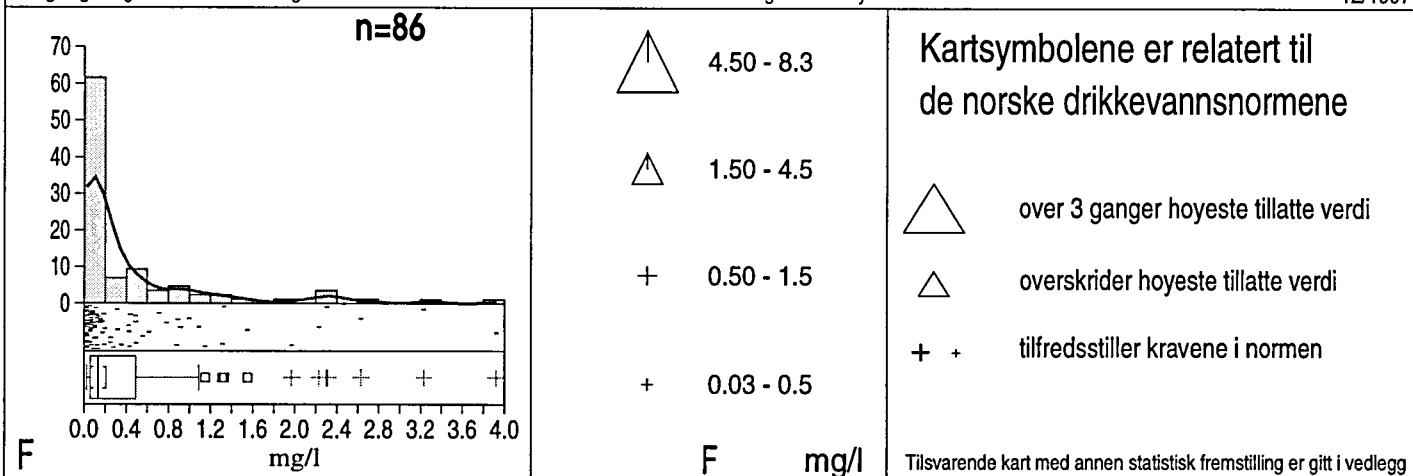 n=86
70
60
50
40
30
20
10
0
0.0 0.4 0.8 1.2 1.6 2.0 2.4 2.8 3.2 3.6 4.0
F
mg/l
4.50 - 8.3
1.50 - 4.5
0.50 - 1.5
0.03 - 0.5
F mg/l
Kartsymbolene er relatert til
de norske drikkevannsnormene
over 3 ganger hoyeste tillatte verdi
overskrider hoyeste tillatte verdi
tilfredsstiller kravene i normen
Tilsvarende kart med annen statistisk fremstilling er gitt i vedlegg